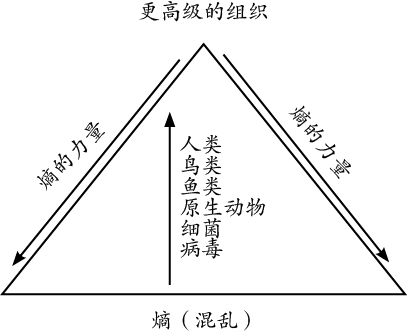 更高级的组织
熵的力量
熵的力量
人类
鸟类
鱼类
原生动物
细菌
病毒
熵（混乱）